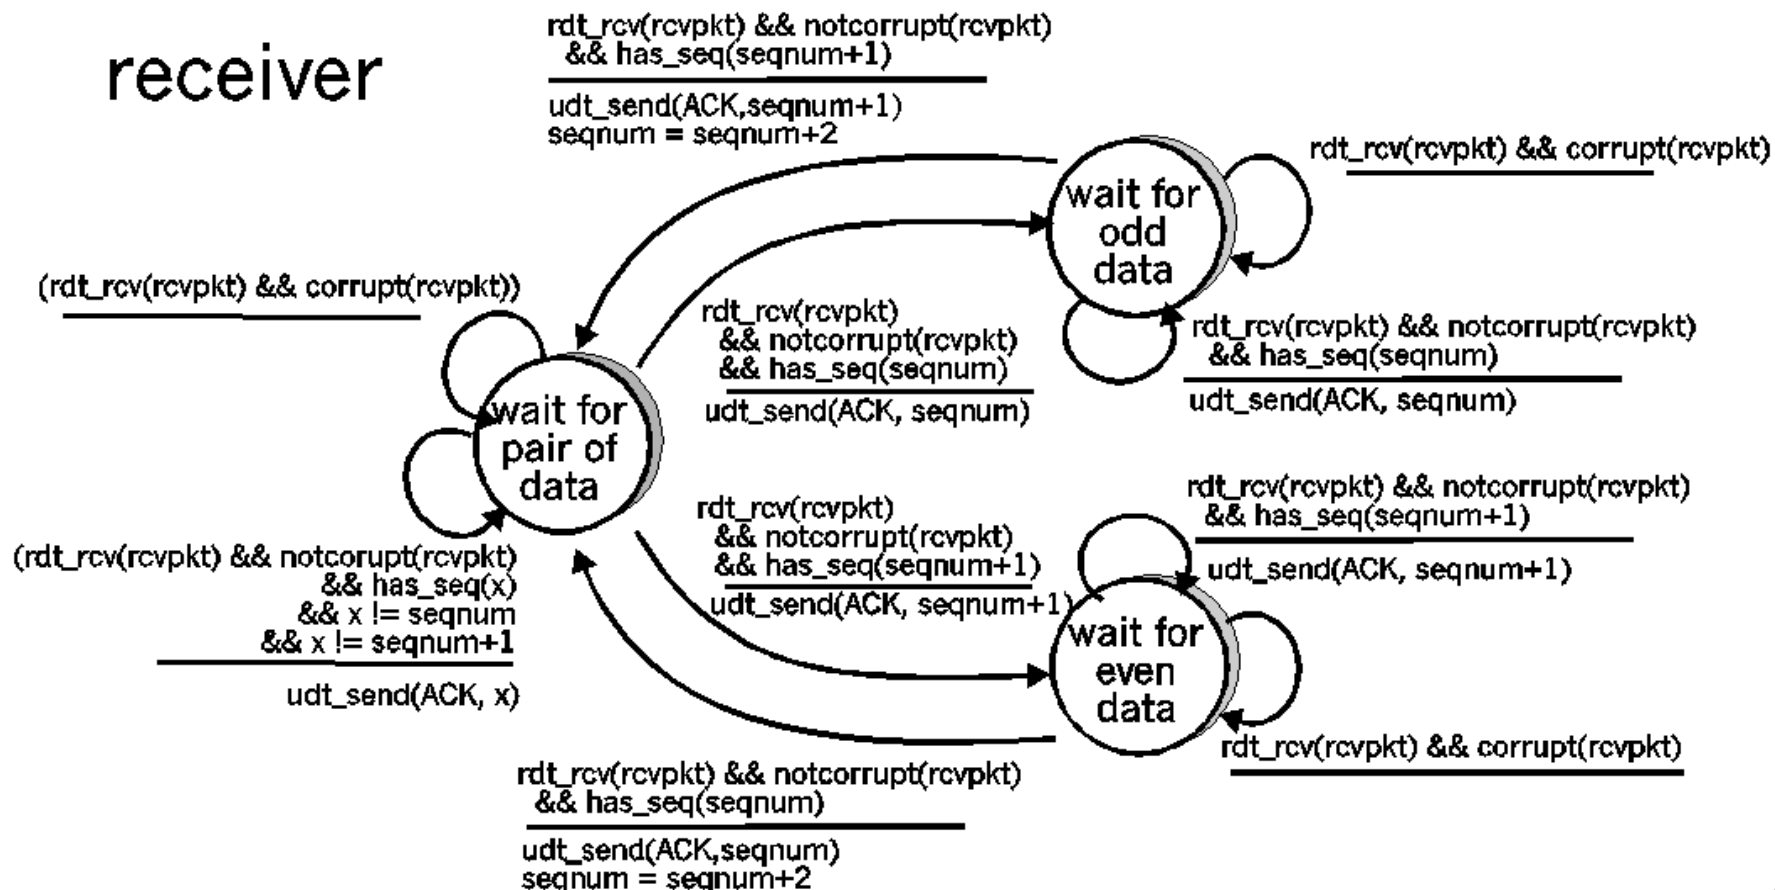 receiver
rdt_rcv(rcvpkt) && notcorrupt(rcvpkt)
&& has_seq(seqnum+1)
udt_send(ACK,seqnum+1)
seqnum = seqnum+2
wait for
odd
data
rdt_rcv(rcvpkt) && corrupt(rcvpkt)
(rdt_rcv(rcvpkt) && corrupt(rcvpkt))
rdt_rcv(rcvpkt)
&& notcorrupt(rcvpkt)
&& has_seq(seqnum)
udt_send(ACK, seqnum)
rdt_rcv(rcvpkt) && notcorrupt(rcvpkt)
&& has_seq(seqnum)
udt_send(ACK, seqnum)
wait for
pair of
data
(rdt_rcv(rcvpkt) && notcorupt(rcvpkt)
&& has_seq(x)
&& x != seqnum
&& x != seqnum+1
udt_send(ACK, x)
rdt_rcv(rcvpkt)
&& notcorrupt(rcvpkt)
&& has_seq(seqnum+1)
udt_send(ACK, seqnum+1)
rdt_rcv(rcvpkt) && notcorrupt(rcvpkt)
&& has_seq(seqnum+1)
udt_send(ACK, seqnum+1)
wait for
even
data
rdt_rcv(rcvpkt) && corrupt(rcvpkt)
rdt_rcv(rcvpkt) && notcorrupt(rcvpkt)
&& has_seq(seqnum)
udt_send(ACK,seqnum)
seqnum = seqnum+2